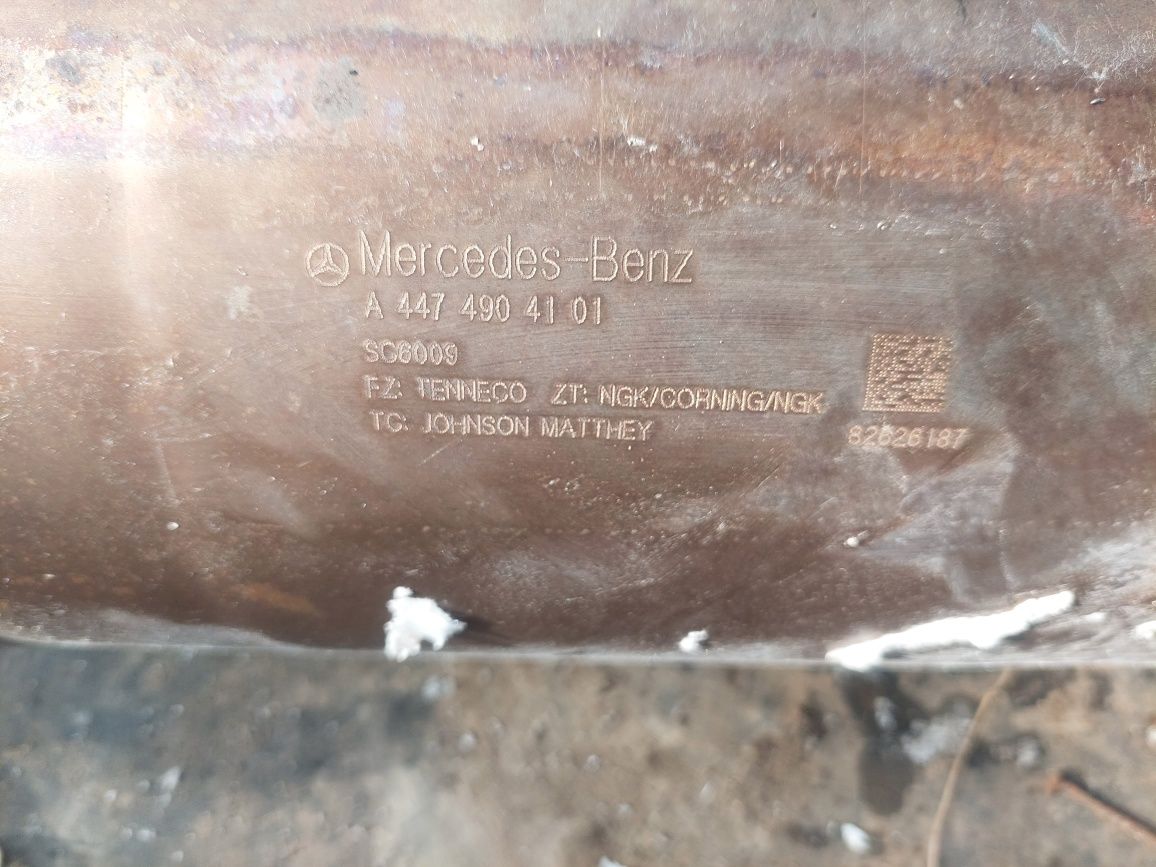 Mercedes-Benz
A 447 490 41 01
SC6009
FZ: TENNECO ZT: NGK/CORNING/NGK
TC: JOHNSON MATTHEY
82626187